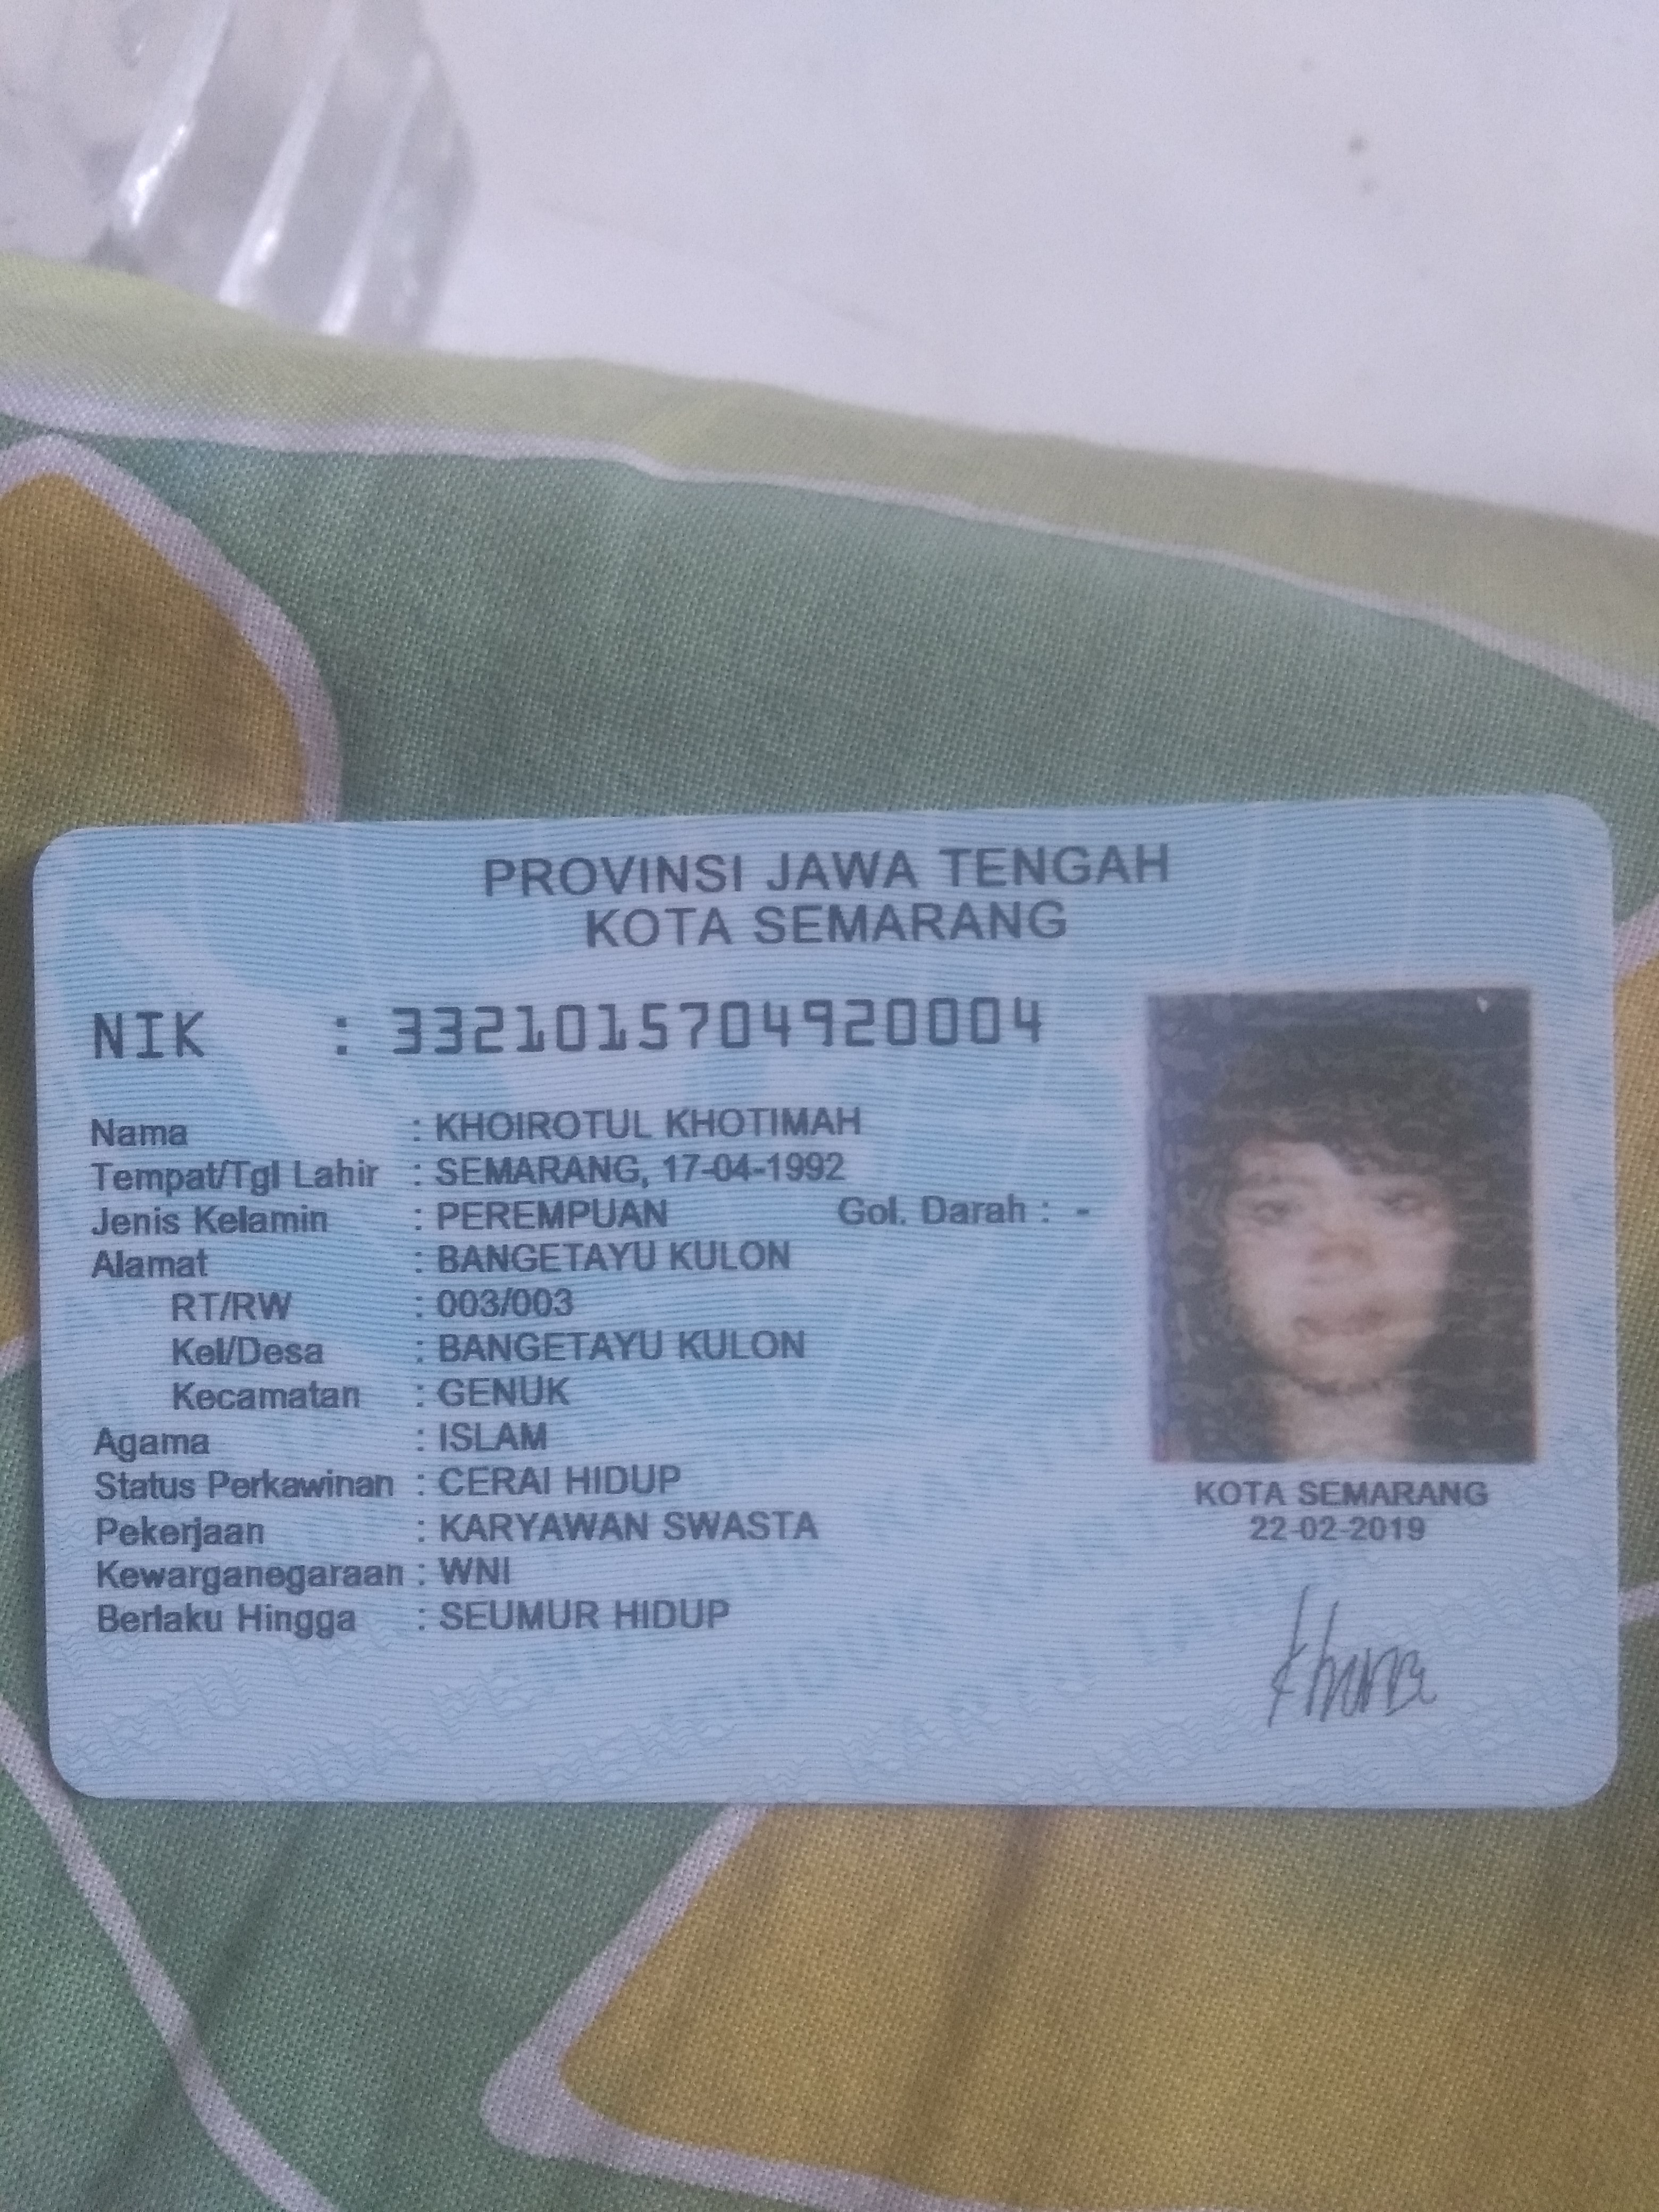 PROVINSI JAWA TENGAH
KOTA SEMARANG
NIK : 3321015704920004
Nama : KHOIROTUL KHOTIMAH
Tempat/Tgl Lahir : SEMARANG, 17-04-1992
Jenis Kelamin : PEREMPUAN Gol. Darah : -
Alamat : BANGETAYU KULON
RT/RW : 003/003
Kel/Desa : BANGETAYU KULON
Kecamatan : GENUK
Agama : ISLAM
Status Perkawinan : CERAI HIDUP
Pekerjaan : KARYAWAN SWASTA
Kewarganegaraan : WNI
Berlaku Hingga : SEUMUR HIDUP
KOTA SEMARANG
22-02-2019